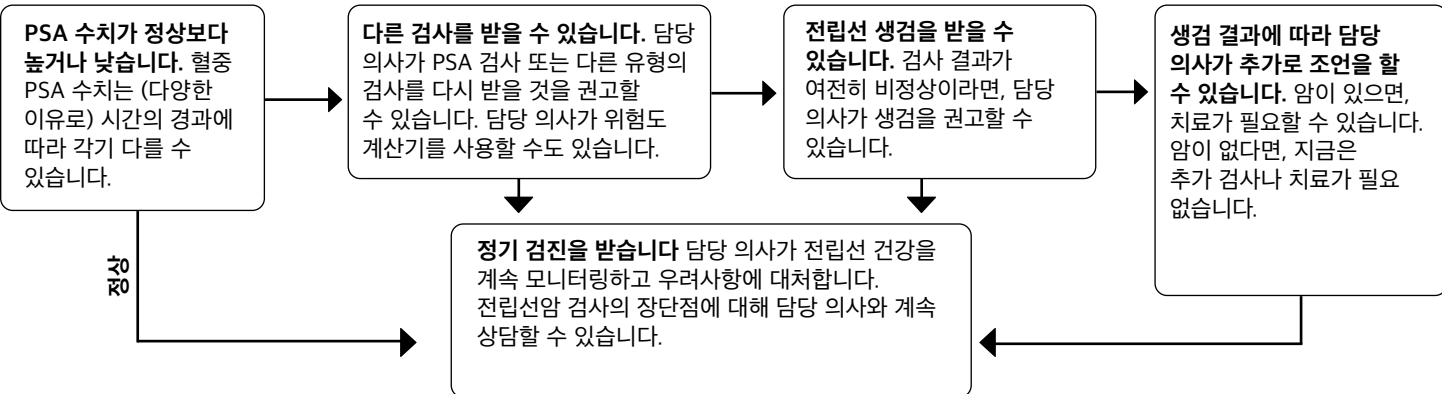 PSA 수치가 정상보다
높거나 낮습니다. 혈중
PSA 수치는 (다양한
이유로) 시간의 경과에
따라 각기 다를 수
있습니다.
다른 검사를 받을 수 있습니다. 담당
의사가 PSA 검사 또는 다른 유형의
검사를 다시 받을 것을 권고할
수 있습니다. 담당 의사가 위험도
계산기를 사용할 수도 있습니다.
전립선 생검을 받을 수
있습니다. 검사 결과가
여전히 비정상이라면, 담당
의사가 생검을 권고할 수
있습니다.
생검 결과에 따라 담당
의사가 추가로 조언을 할
수 있습니다. 암이 있으면,
치료가 필요할 수 있습니다.
암이 없다면, 지금은
추가 검사나 치료가 필요
없습니다.
정상
정기 검진을 받습니다 담당 의사가 전립선 건강을
계속 모니터링하고 우려사항에 대처합니다.
전립선암 검사의 장단점에 대해 담당 의사와 계속
상담할 수 있습니다.